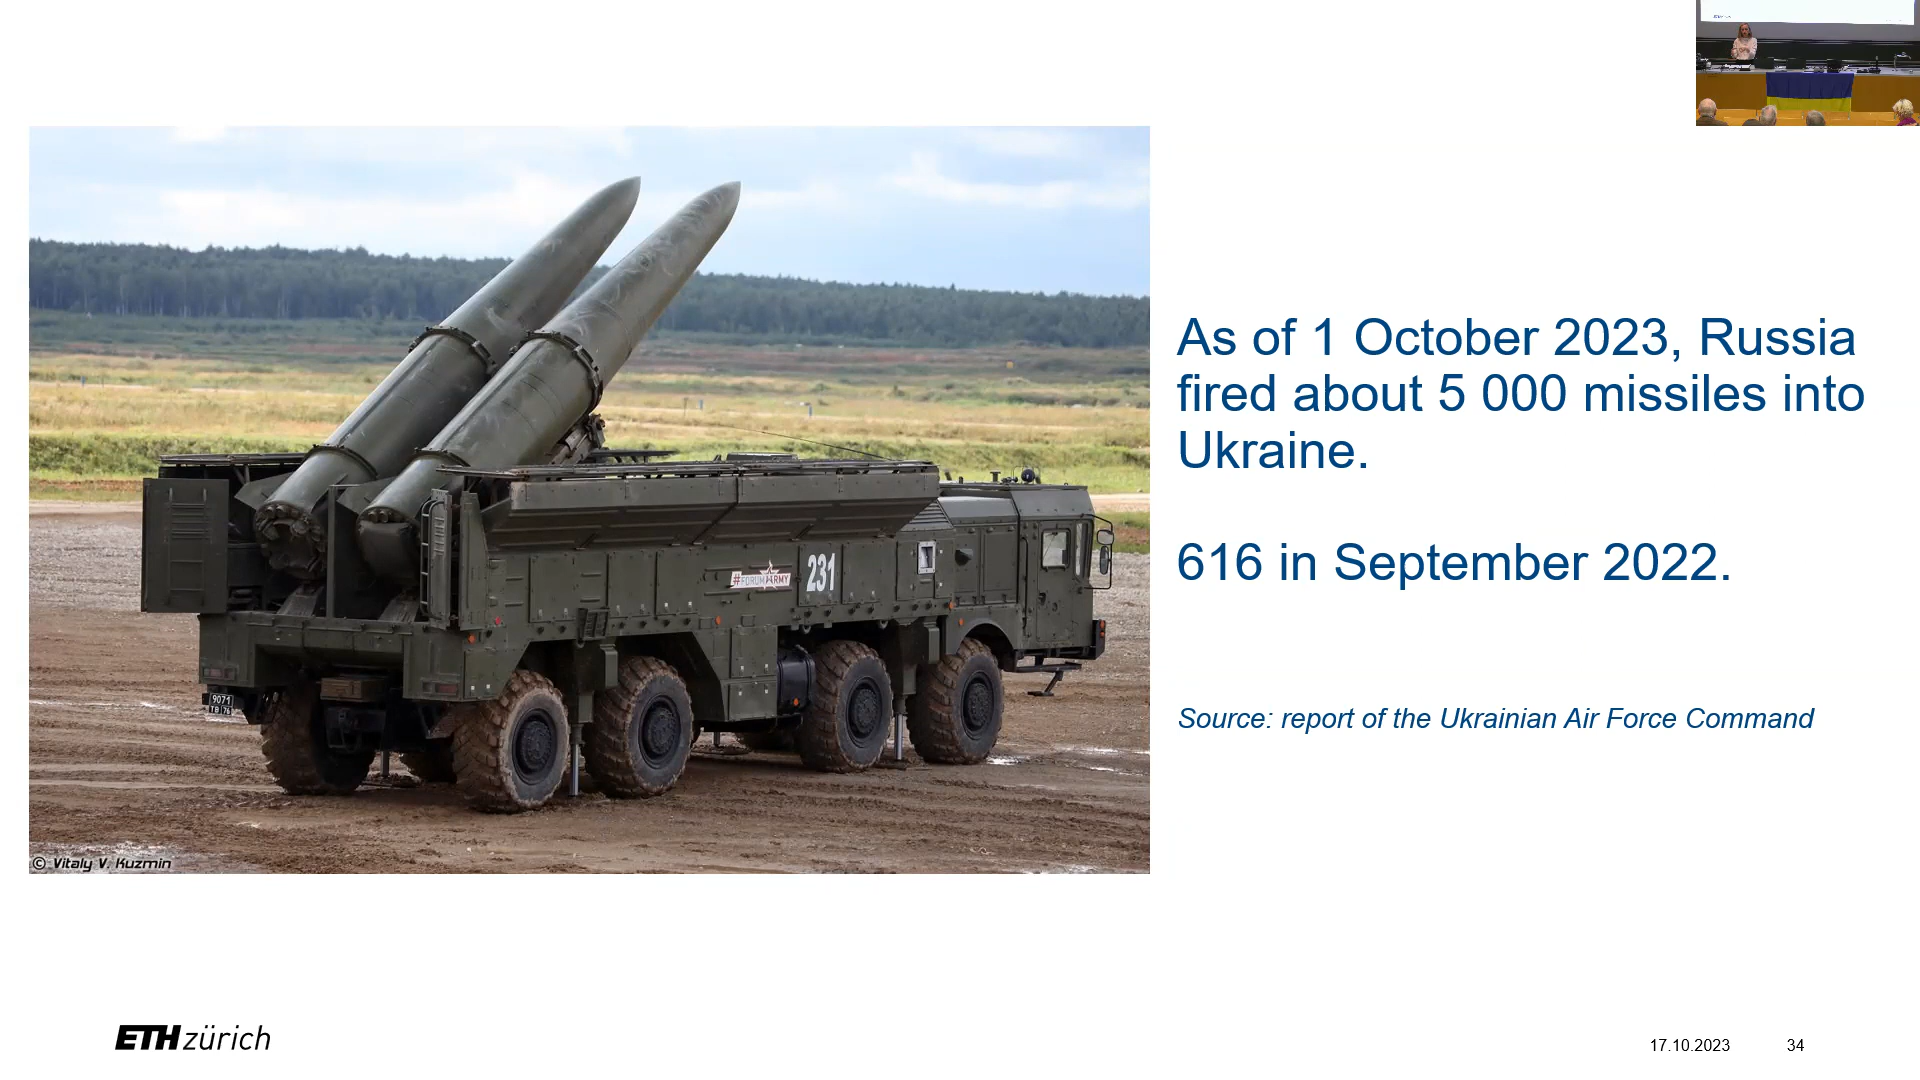 As of 1 October 2023, Russia
fired about 5 000 missiles into
Ukraine.
616 in September 2022.
Source: report of the Ukrainian Air Force Command
#FORUMARMY
231
9071
ТВ 76
© Vitaly V. Kuzmin
ETH zürich
17.10.2023
34